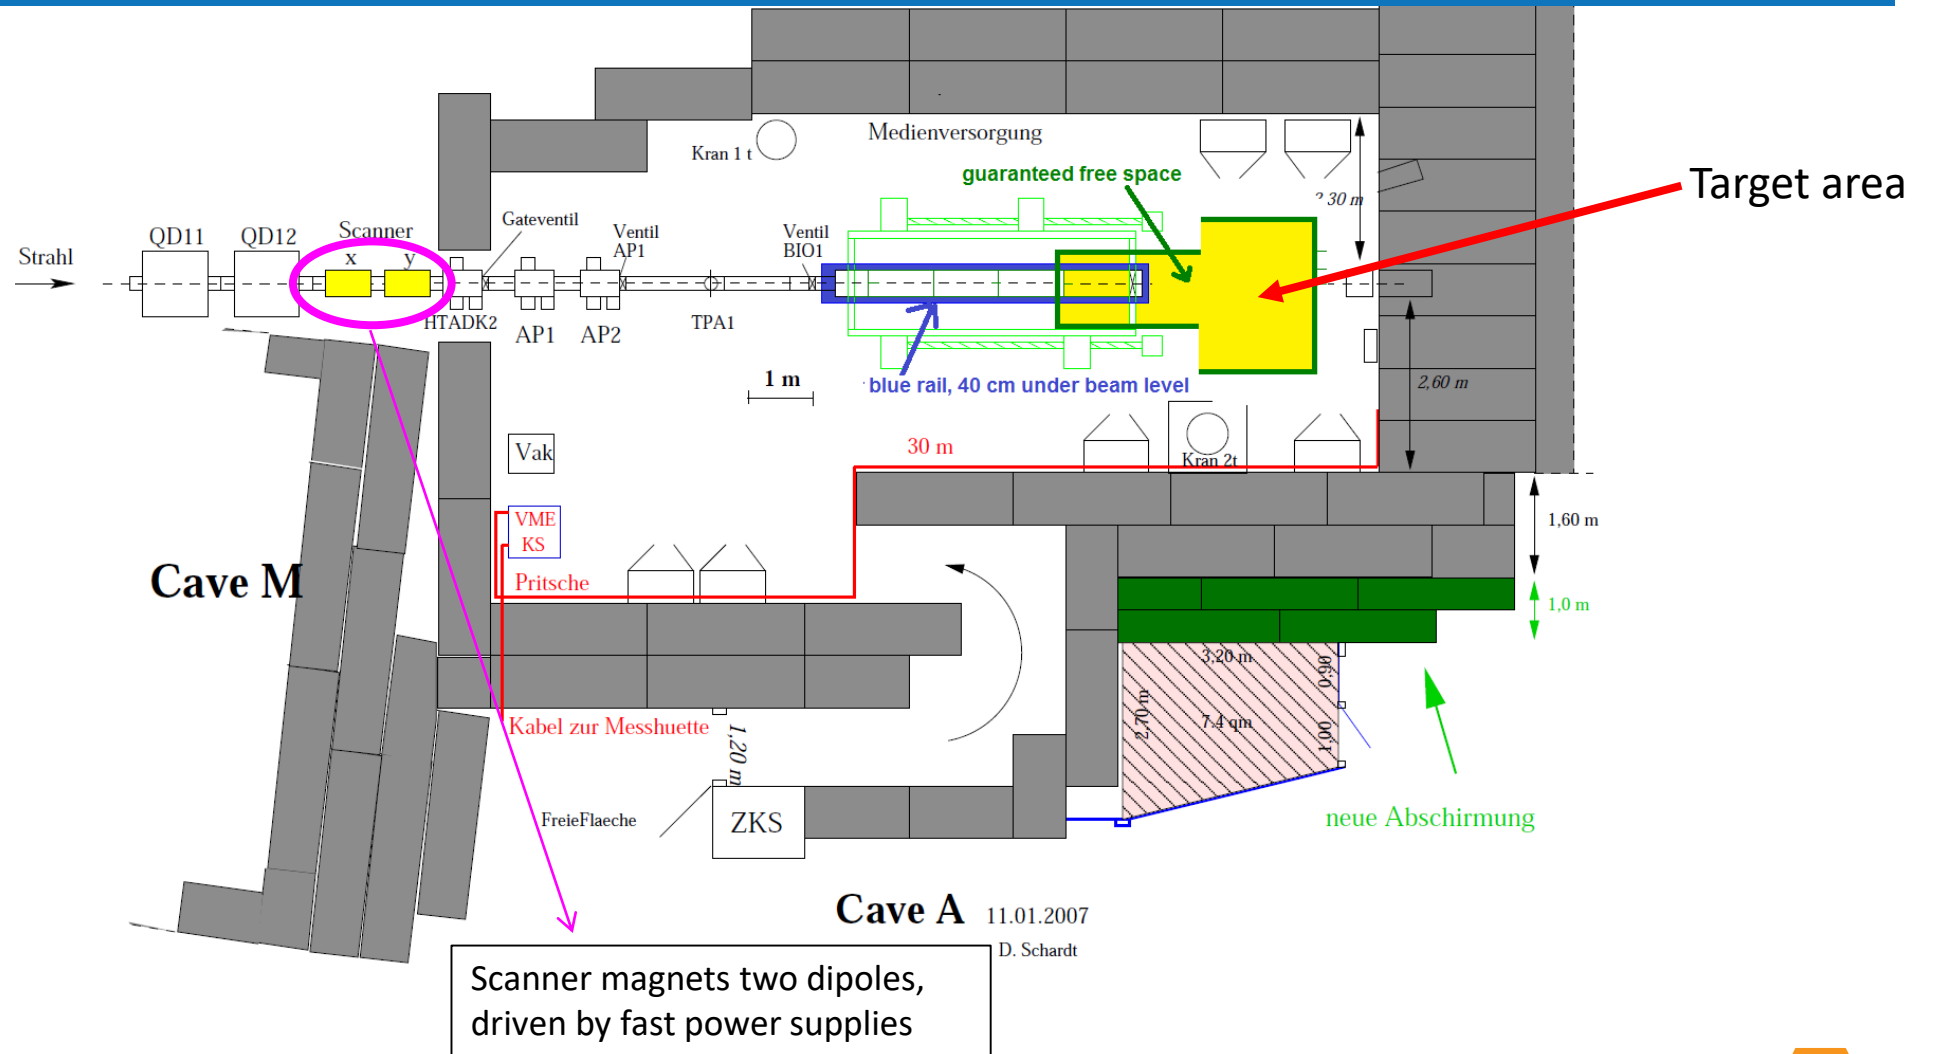 Medienversorgung
Kran 1 t
guaranteed free space
Target area
30 m
Gateventil
Scanner
QD11
QD12
Ventil
AP1
Ventil
BIO1
x
y
Strahl
HTADK2
AP1
AP2
TPA1
1 m
blue rail, 40 cm under beam level
2,60 m
Vak
30 m
Kran 2t
VME
KS
1,60 m
Cave M
Pritsche
1,0 m
3,20 m
0,90
2,70 m
7.4 qm
1,00
Kabel zur Messhuette
1,20 m
FreieFlaeche
ZKS
neue Abschirmung
Cave A 11.01.2007
D. Schardt
Scanner magnets two dipoles,
driven by fast power supplies